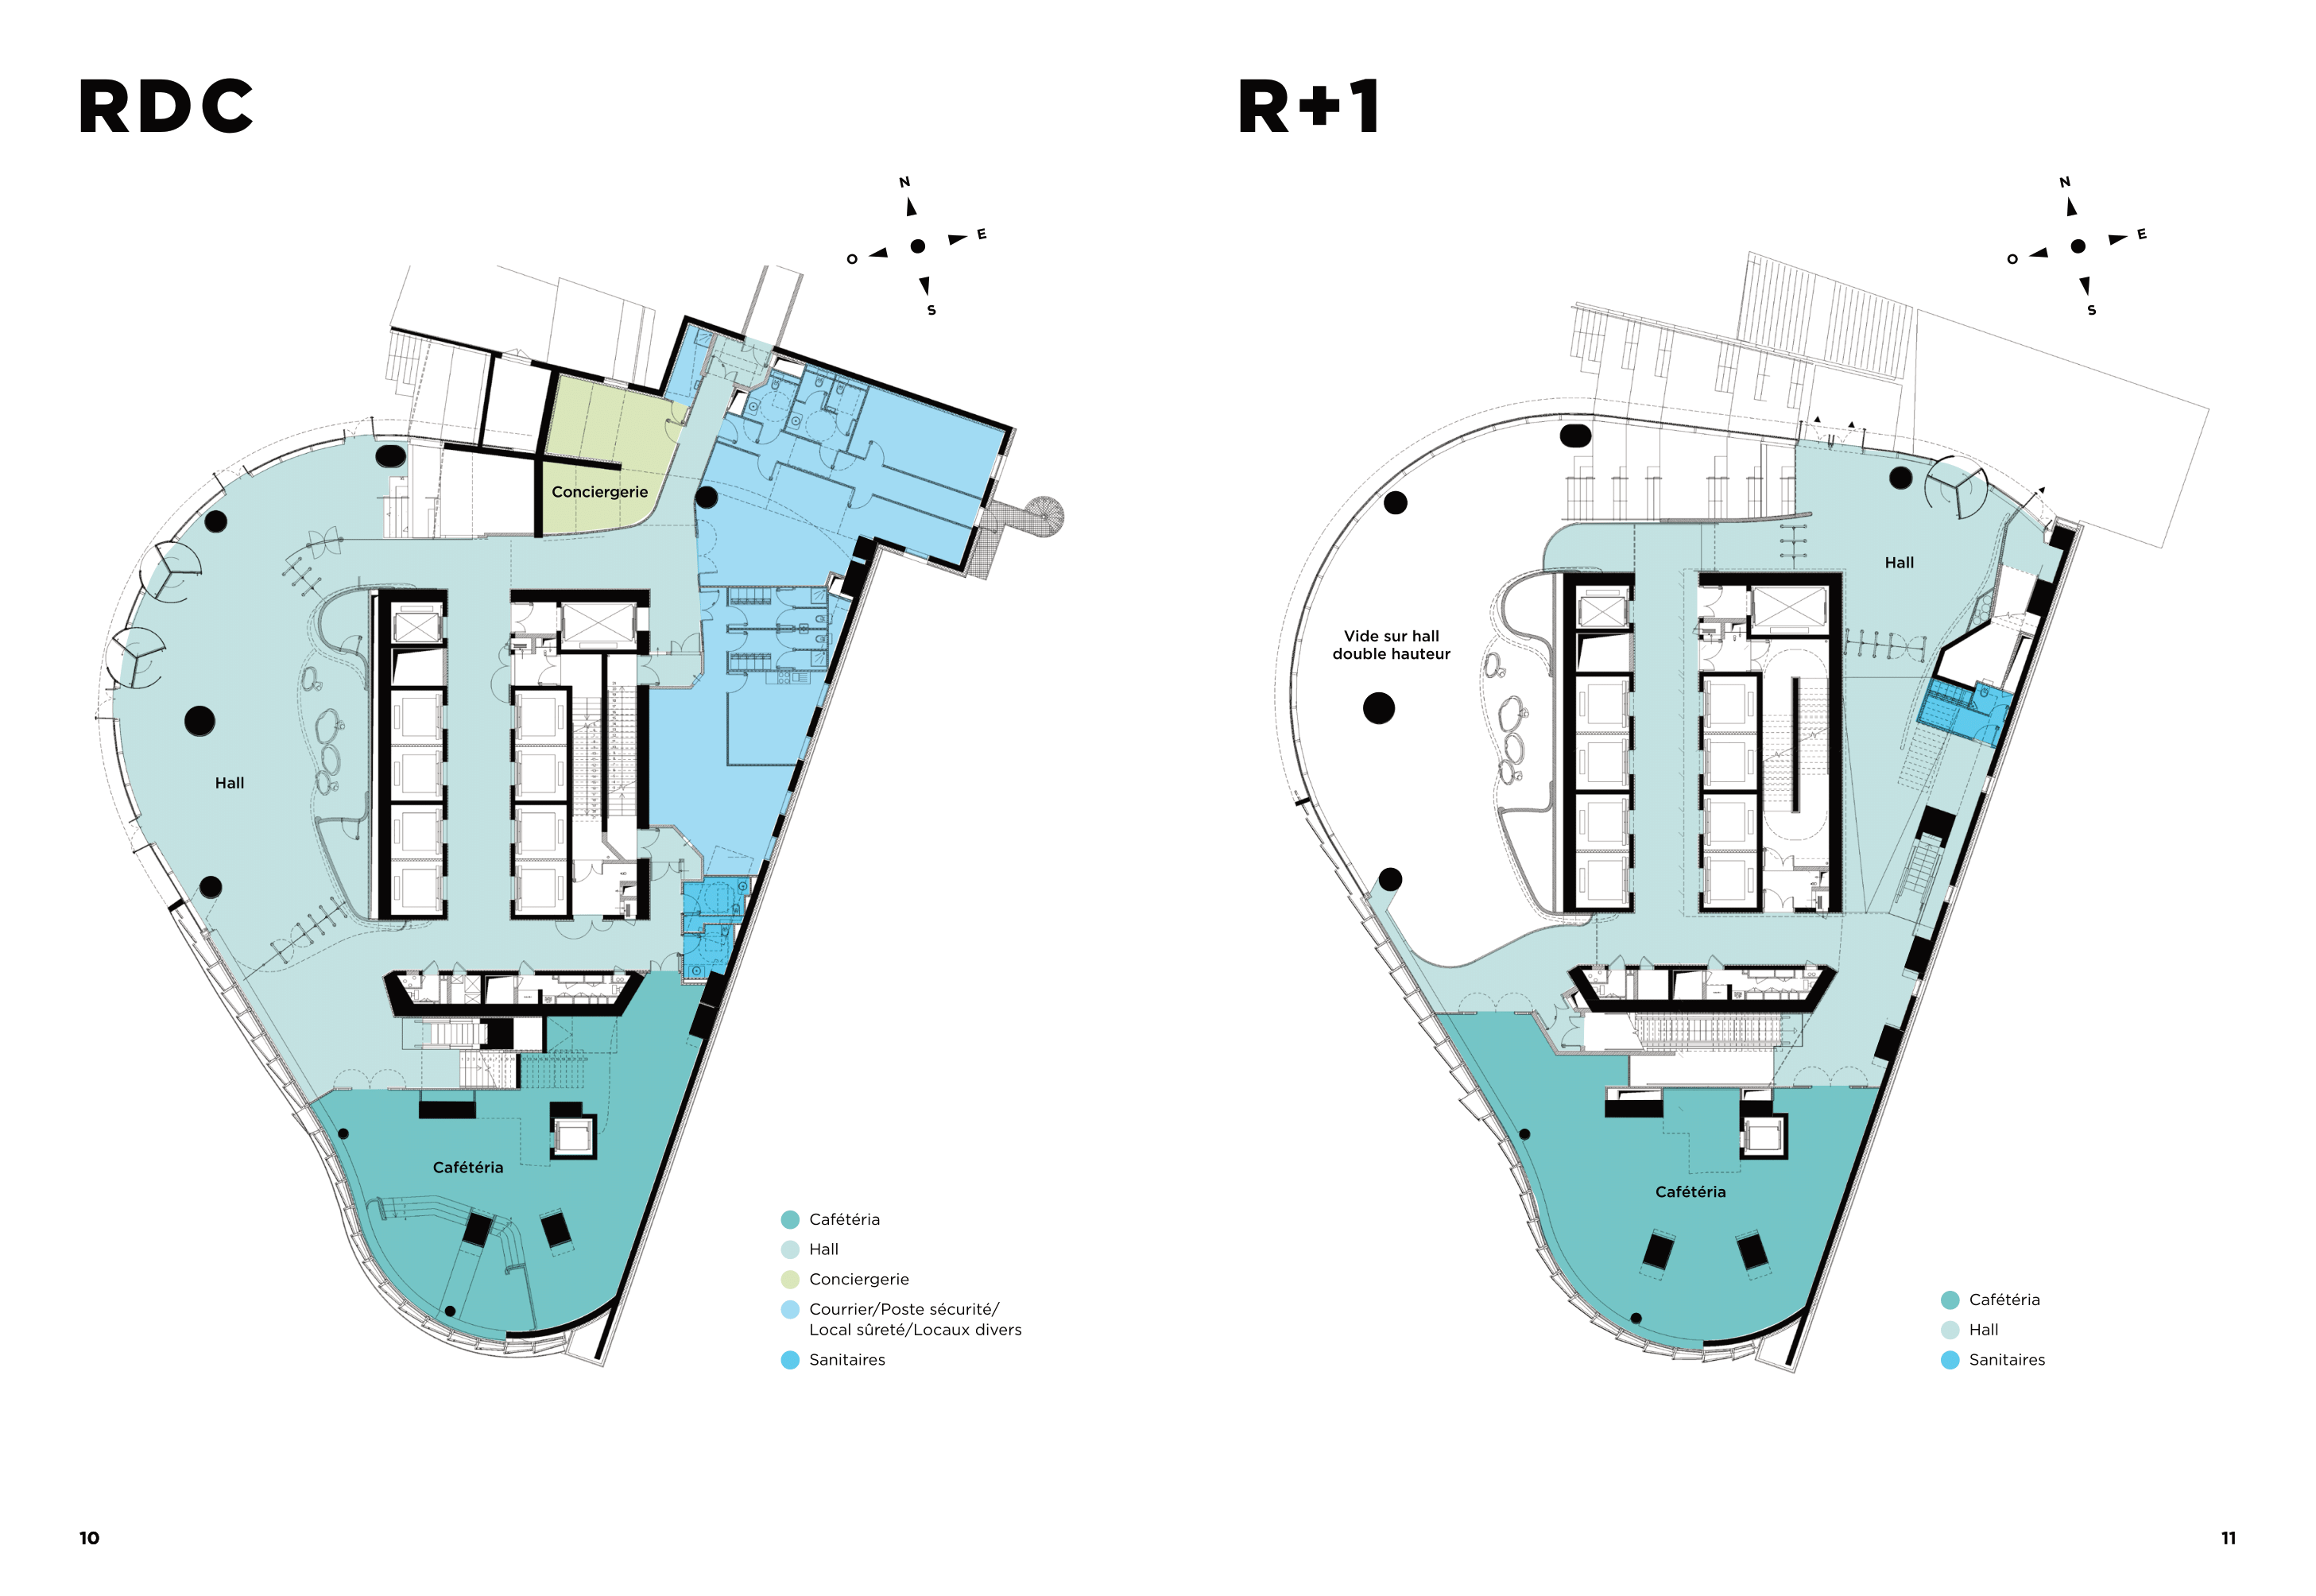 RDC
N
E
O
S
Conciergerie
Hall
Cafétéria
Cafétéria
Hall
Conciergerie
Courrier/Poste sécurité/
Local sûreté/Locaux divers
Sanitaires
10
R+1
N
E
O
S
Hall
Vide sur hall
double hauteur
Cafétéria
Cafétéria
Hall
Sanitaires
11